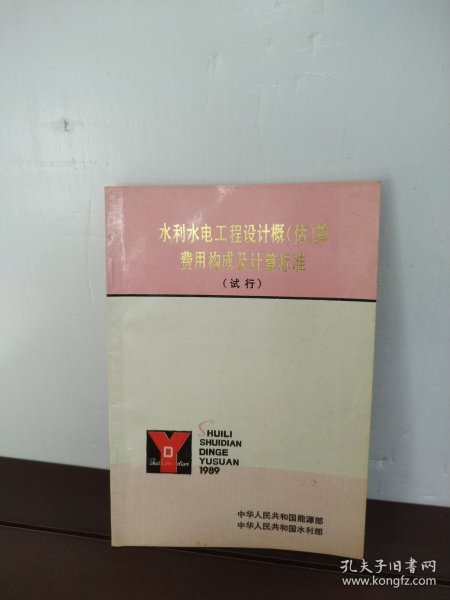 水利水电工程设计概(估)算
费用构成及计算标准
(试行)
SHUILI
SHUIDIAN
DINGE
YUSUAN
1989
中华人民共和国能源部
中华人民共和国水利部
孔夫子旧书网
www.kongfz.com